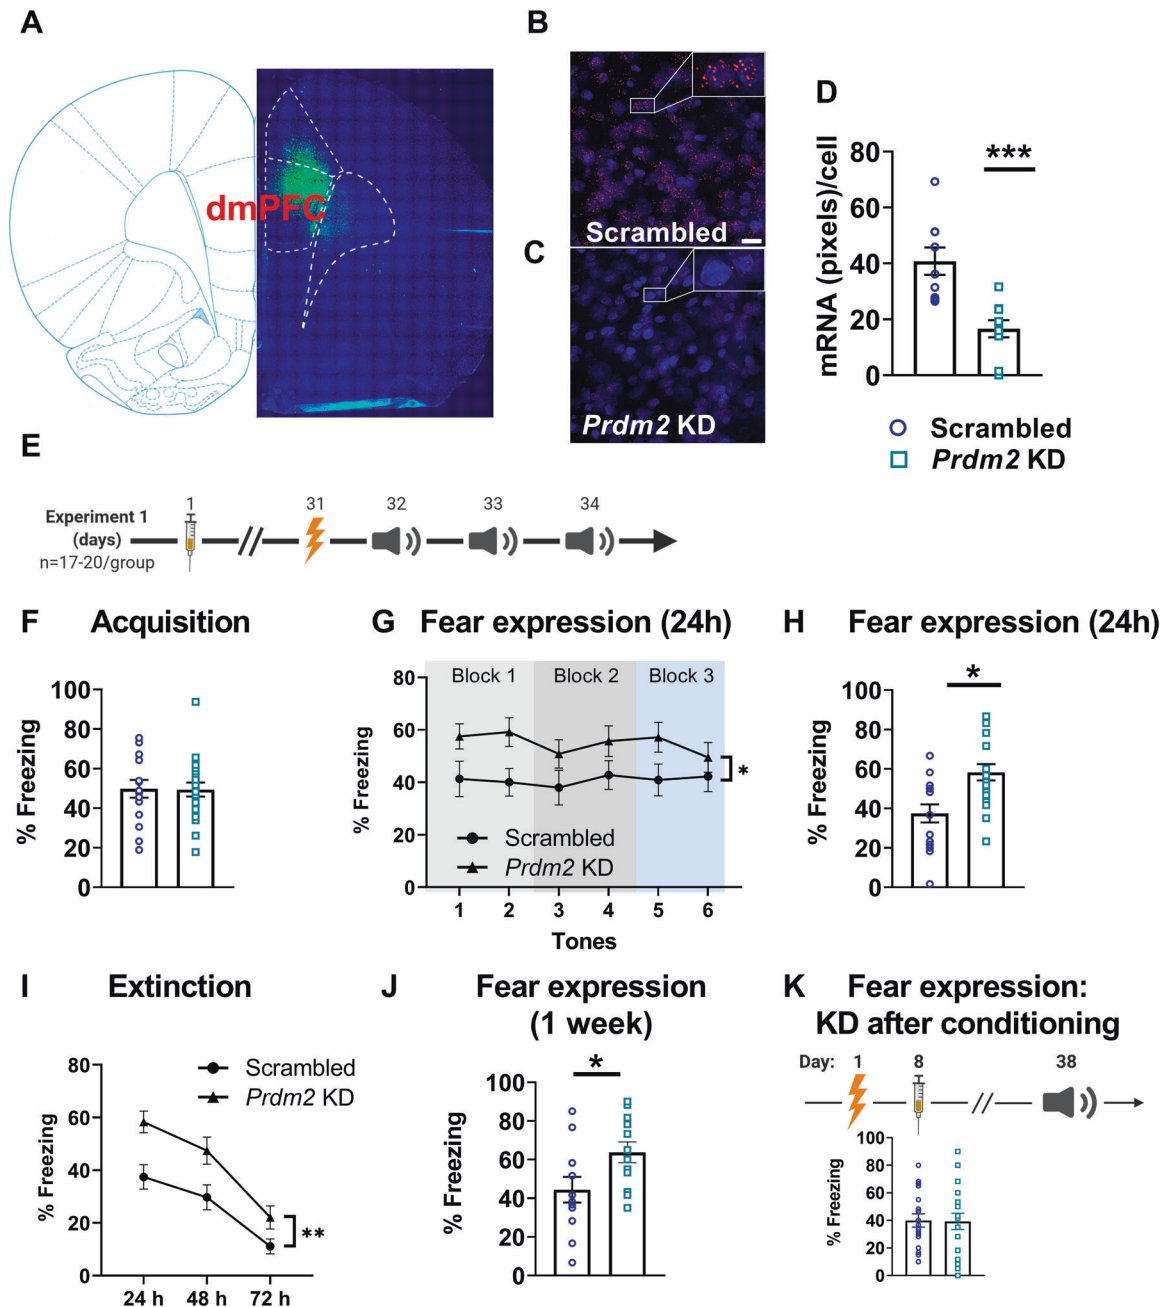 A
dmPFC
B
Scrambled
C
Prdm2 KD
D
mRNA (pixels)/cell
80
60
40
20
0
***
Scrambled
Prdm2 KD
E
Experiment 1
(days)
n=17-20/group
1
31
32
33
34
F Acquisition
% Freezing
100
80
60
40
20
0
G Fear expression (24h)
% Freezing
80
60
40
20
0
Block 1
Block 2
Block 3
*
Scrambled
Prdm2 KD
1 2 3 4 5 6
Tones
H Fear expression (24h)
% Freezing
100
80
60
40
20
0
*
I Extinction
% Freezing
80
60
40
20
0
Scrambled
Prdm2 KD
**
24 h 48 h 72 h
J Fear expression
(1 week)
% Freezing
100
80
60
40
20
0
*
K Fear expression:
KD after conditioning
Day: 1 8 38
% Freezing
100
80
60
40
20
0